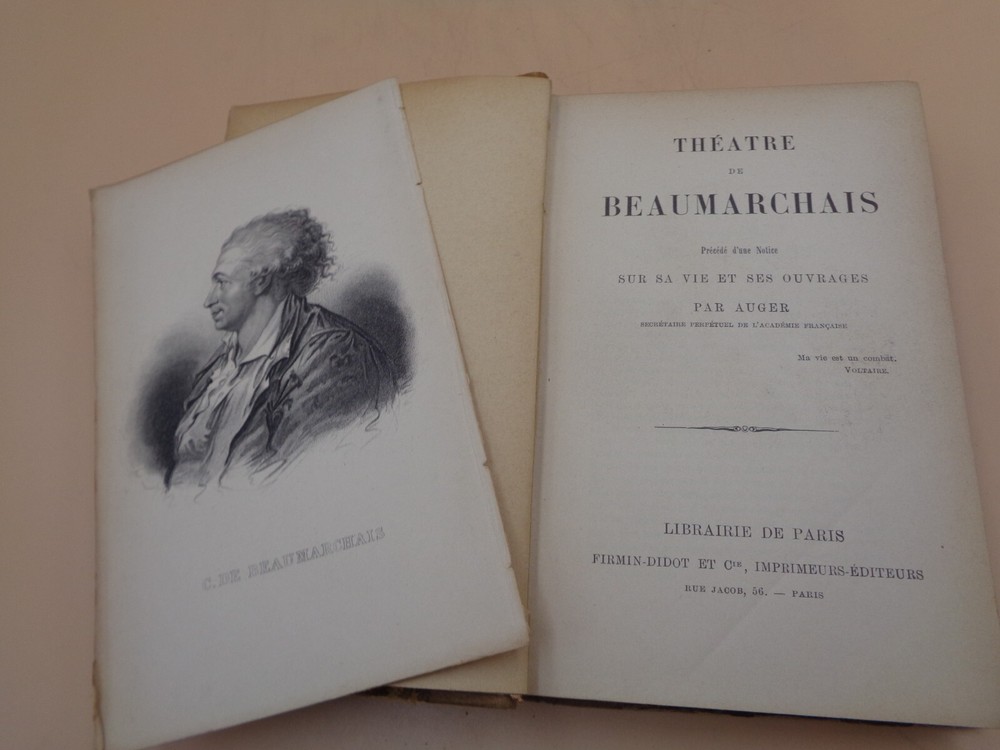 C. DE BEAUMARCHAIS
THÉATRE
DE
BEAUMARCHAIS
Précédé d'une Notice
SUR SA VIE ET SES OUVRAGES
PAR AUGER
SECRÉTAIRE PERPÉTUEL DE L'ACADÉMIE FRANÇAISE
Ma vie est un combat.
VOLTAIRE.
LIBRAIRIE DE PARIS
FIRMIN-DIDOT ET CIE, IMPRIMEURS-ÉDITEURS
RUE JACOB, 56. — PARIS